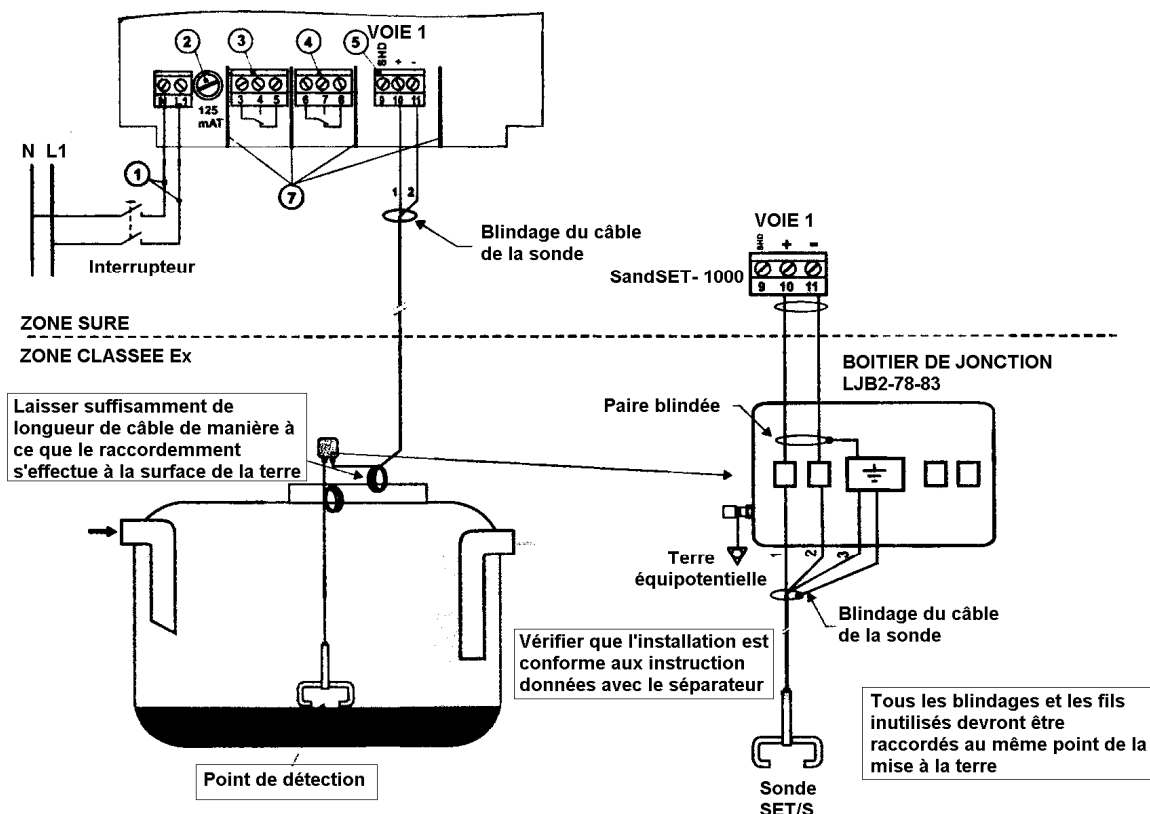 VOIE 1
2
3
4
5
SHD
+
-
N
L1
125
mAT
3
4
5
6
7
8
9
10
11
N L1
1
7
1
2
Interrupteur
Blindage du câble
de la sonde
VOIE 1
SHD
+
-
SandSET- 1000
9
10
11
ZONE SURE
ZONE CLASSEE Ex
BOITIER DE JONCTION
LJB2-78-83
Laisser suffisamment de
longueur de câble de manière à
ce que le raccordemment
s'effectue à la surface de la terre
Paire blindée
Terre
équipotentielle
1
2
3
Blindage du câble
de la sonde
Vérifier que l'installation est
conforme aux instruction
données avec le séparateur
Tous les blindages et les fils
inutilisés devront être
raccordés au même point de la
mise à la terre
Point de détection
Sonde
SET/S